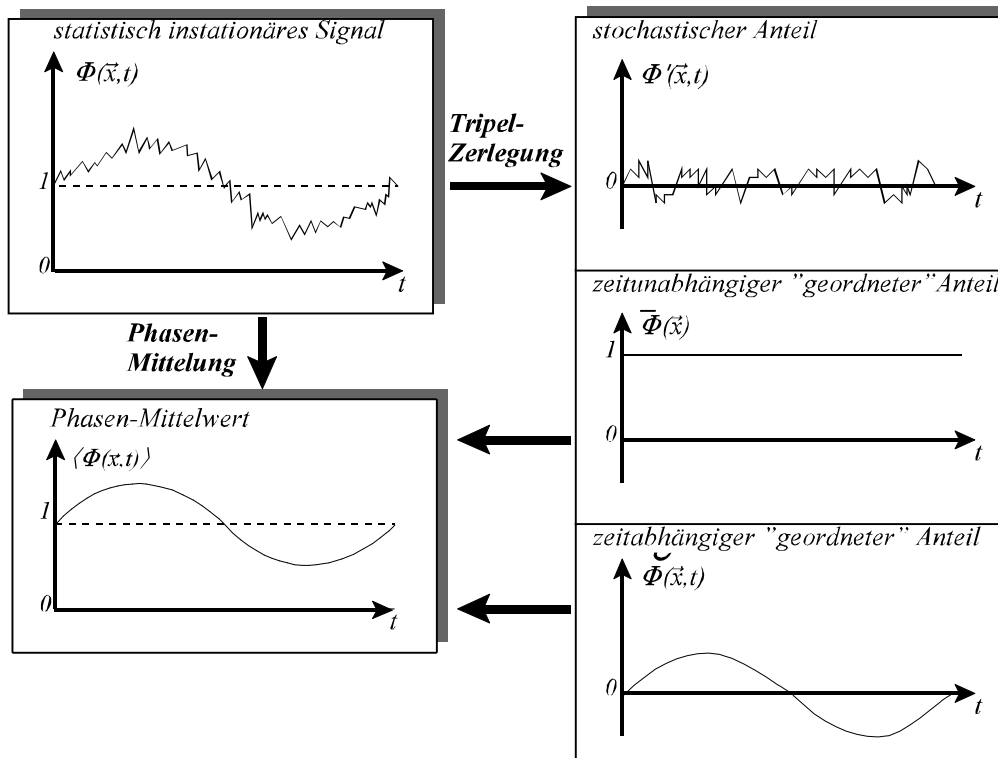 statistisch instationäres Signal
Φ(x⃗,t)
1
0
t
Tripel-
Zerlegung
stochastischer Anteil
Φ'(x⃗,t)
0
t
zeitunabhängiger ”geordneter” Anteil
Φ̅(x⃗)
1
0
t
Phasen-
Mittelung
Phasen-Mittelwert
⟨Φ(x⃗,t)⟩
1
0
t
zeitabhängiger ”geordneter” Anteil
Φ̆(x⃗,t)
0
t